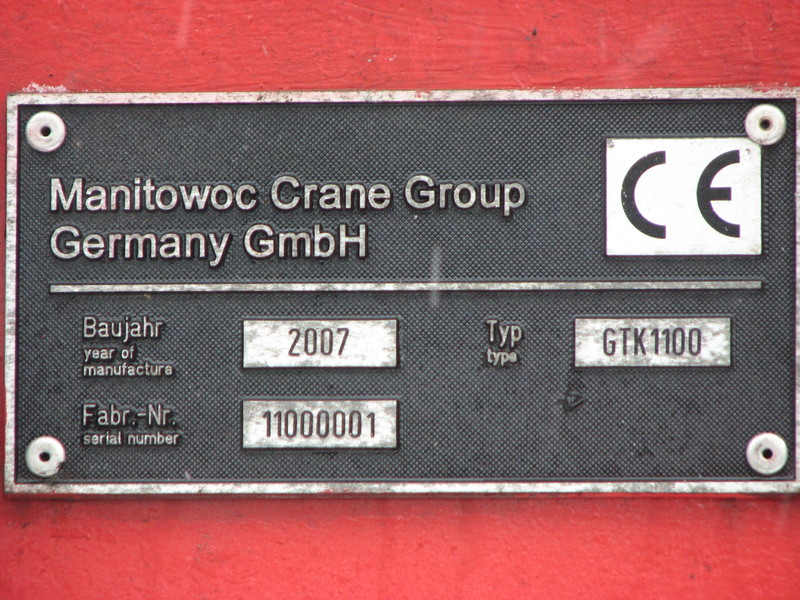 Manitowoc Crane Group
Germany GmbH
CE
Baujahr
year of
manufacture
2007
Typ
type
GTK1100
Fabr.-Nr.
serial number
11000001